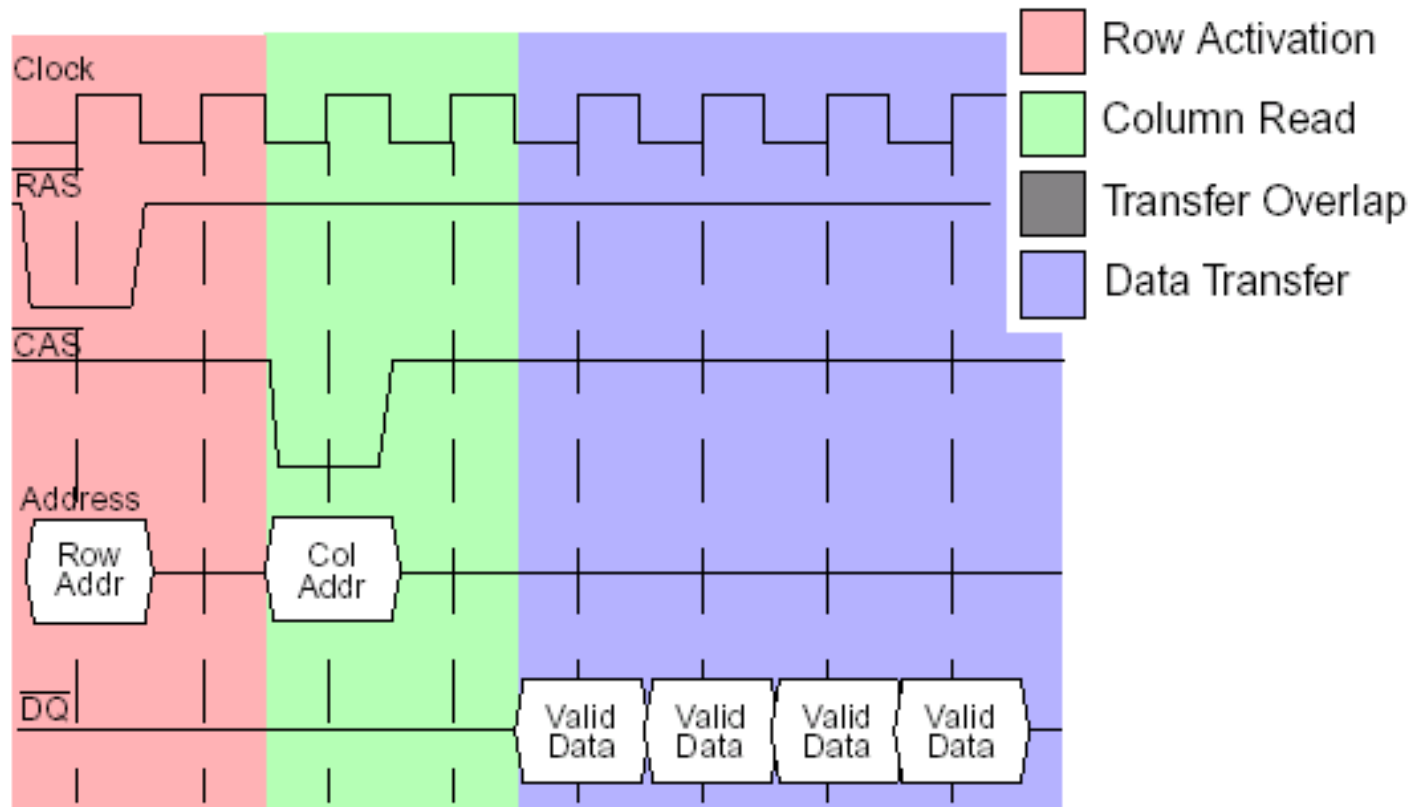 Clock
RAS
CAS
Address
Row
Addr
Col
Addr
DQ
Valid
Data
Valid
Data
Valid
Data
Valid
Data
Row Activation
Column Read
Transfer Overlap
Data Transfer